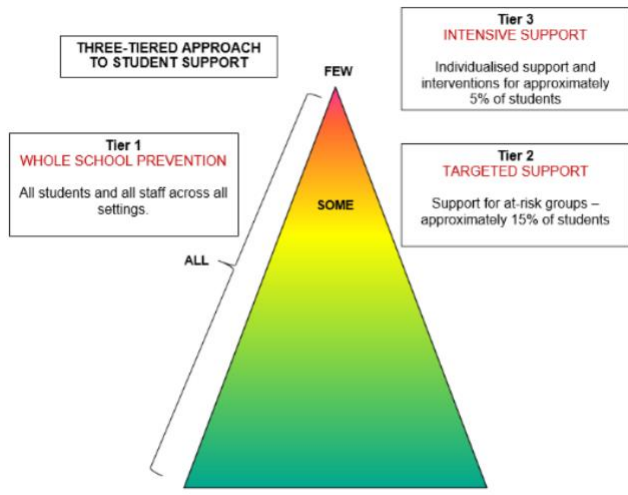 THREE-TIERED APPROACH
TO STUDENT SUPPORT
Tier 3
INTENSIVE SUPPORT
Individualised support and
interventions for approximately
5% of students
FEW
Tier 1
WHOLE SCHOOL PREVENTION
All students and all staff across all
settings.
Tier 2
TARGETED SUPPORT
Support for at-risk groups –
approximately 15% of students
SOME
ALL